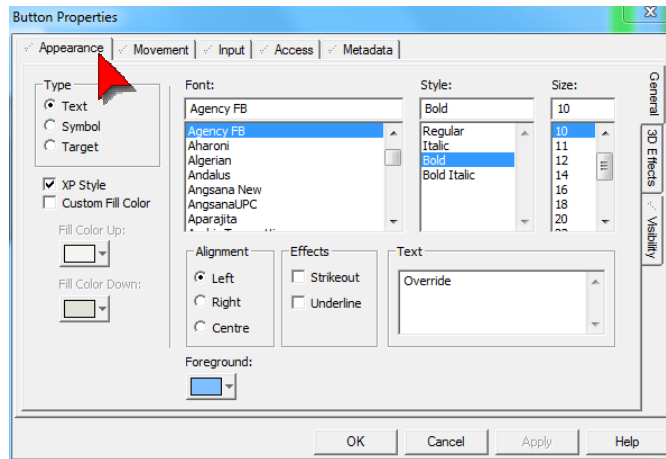 Button Properties
X
Appearance Movement Input Access Metadata
General
3D Effects
Visibility
Type
Text
Symbol
Target
XP Style
Custom Fill Color
Fill Color Up:
Fill Color Down:
Font:
Agency FB
Agency FB
Aharoni
Algerian
Andalus
Angsana New
AngsanaUPC
Aparajita
Style:
Bold
Regular
Italic
Bold
Bold Italic
Size:
10
10
11
12
14
16
18
20
Alignment
Left
Right
Centre
Effects
Strikeout
Underline
Text
Override
Foreground:
OK Cancel Apply Help